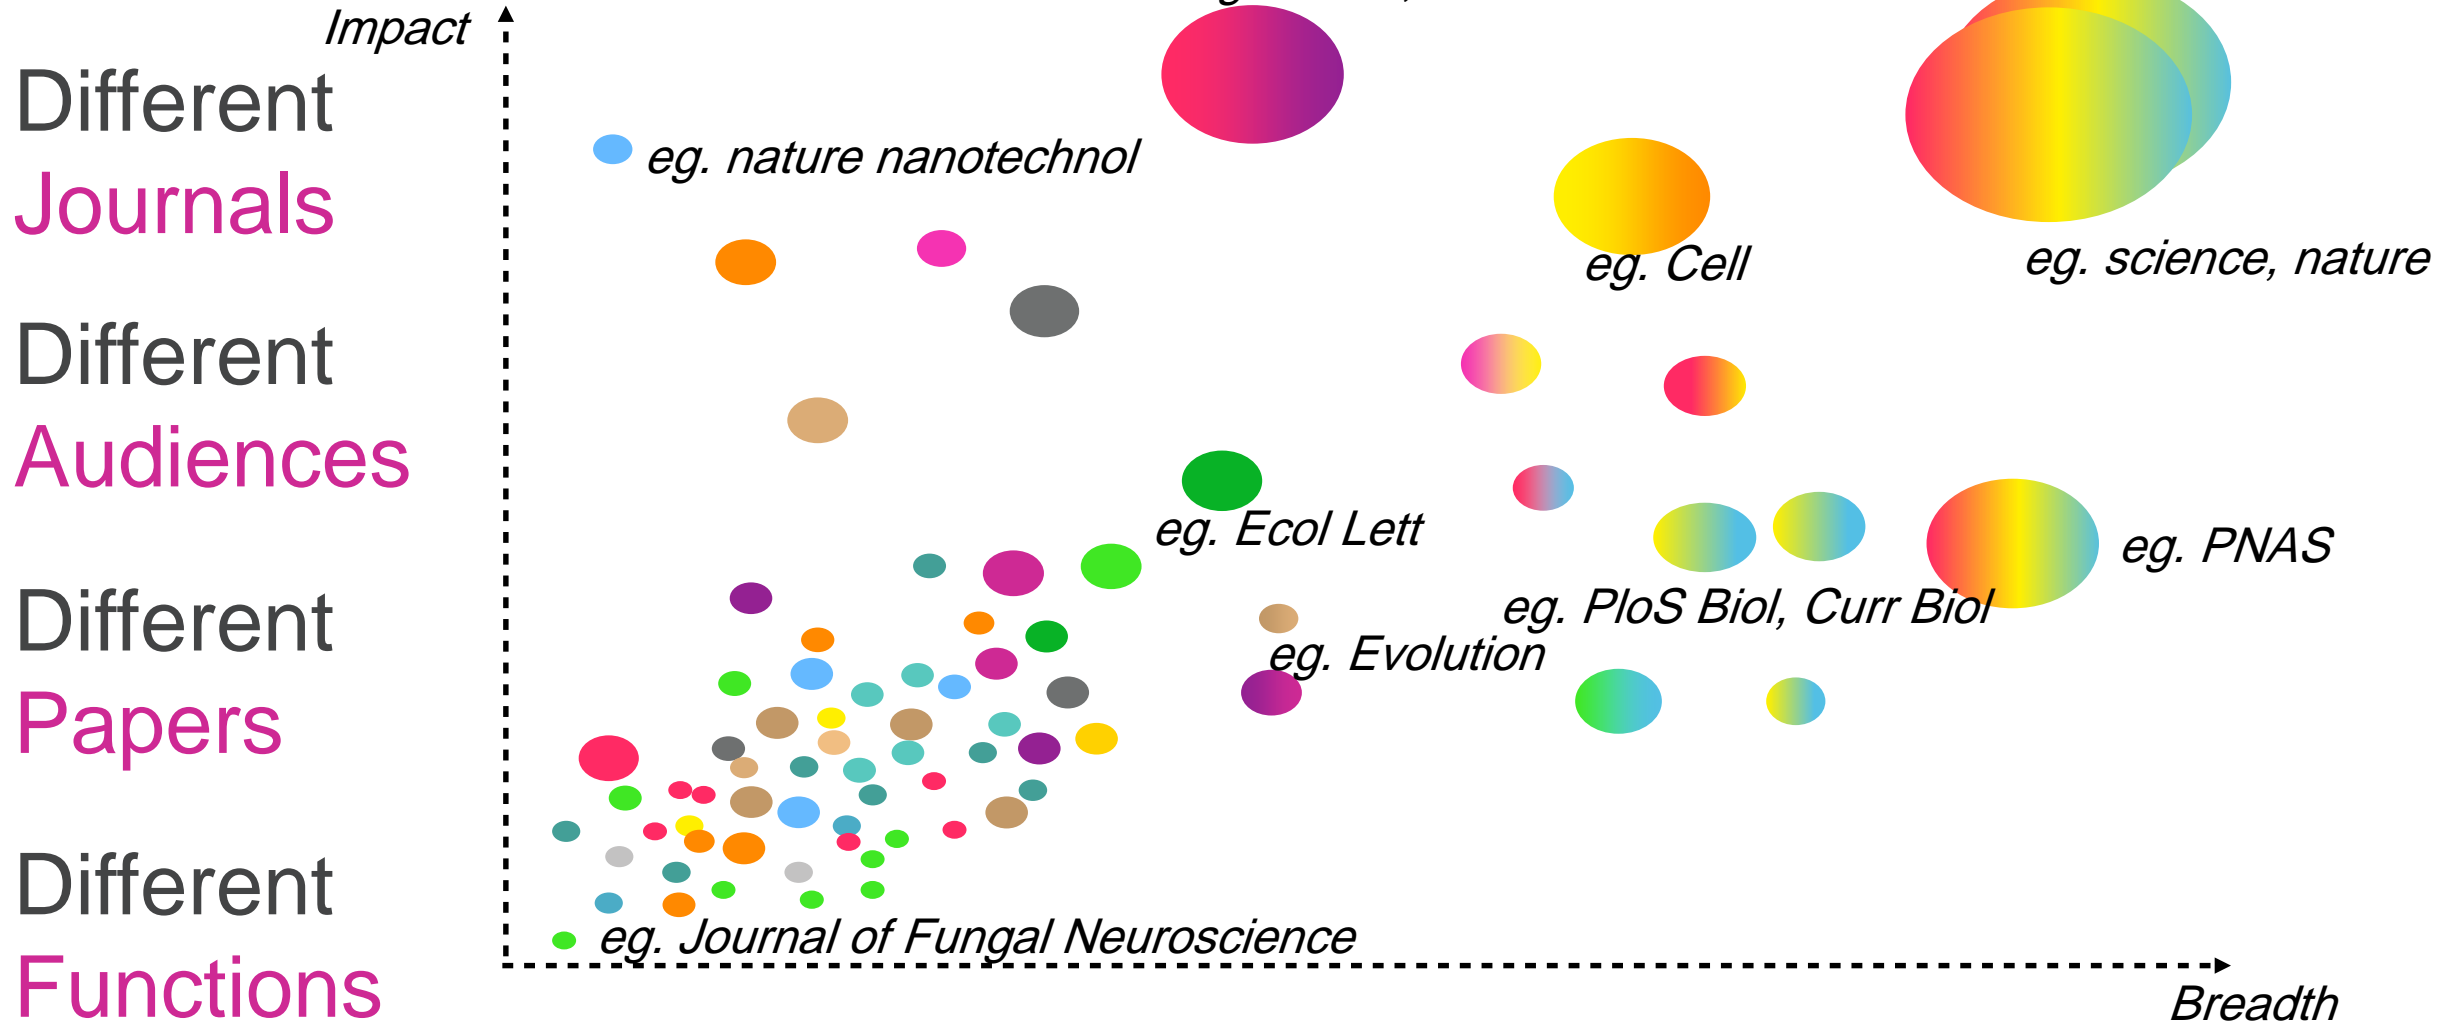 Impact
Different
Journals
Different
Audiences
Different
Papers
Different
Functions
eg. nature nanotechnol
eg. Cell
eg. science, nature
eg. Ecol Lett
eg. PNAS
eg. PloS Biol, Curr Biol
eg. Evolution
eg. Journal of Fungal Neuroscience
Breadth